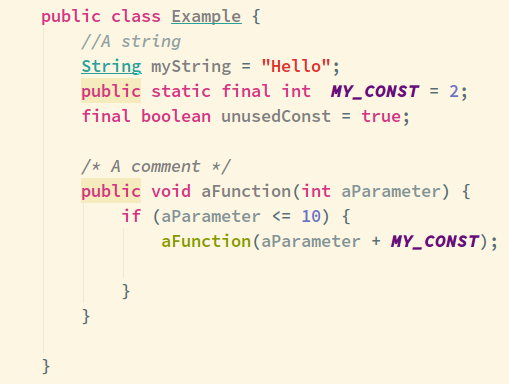 public class Example {
    //A string
    String myString = "Hello";
    public static final int  MY_CONST = 2;
    final boolean unusedConst = true;

    /* A comment */
    public void aFunction(int aParameter) {
        if (aParameter <= 10) {
            aFunction(aParameter + MY_CONST);

        }
    }

}